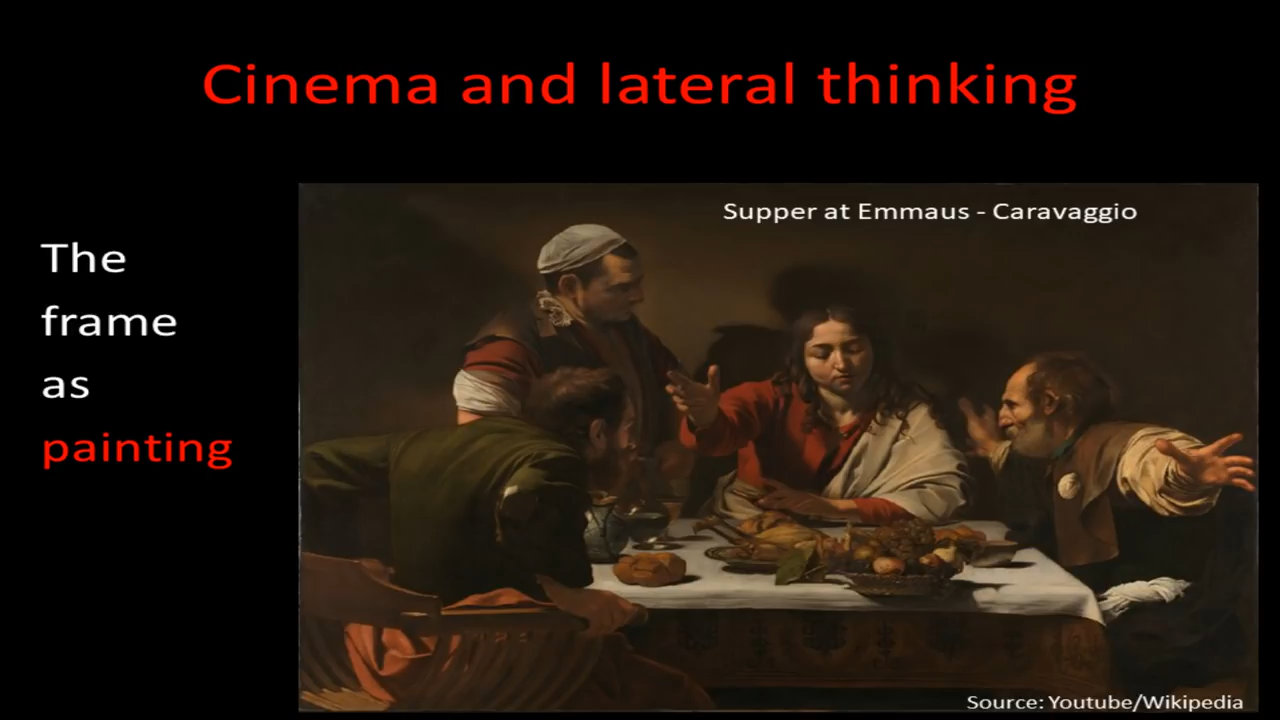 Cinema and lateral thinking
Supper at Emmaus - Caravaggio
The
frame
as
painting
Source: Youtube/Wikipedia